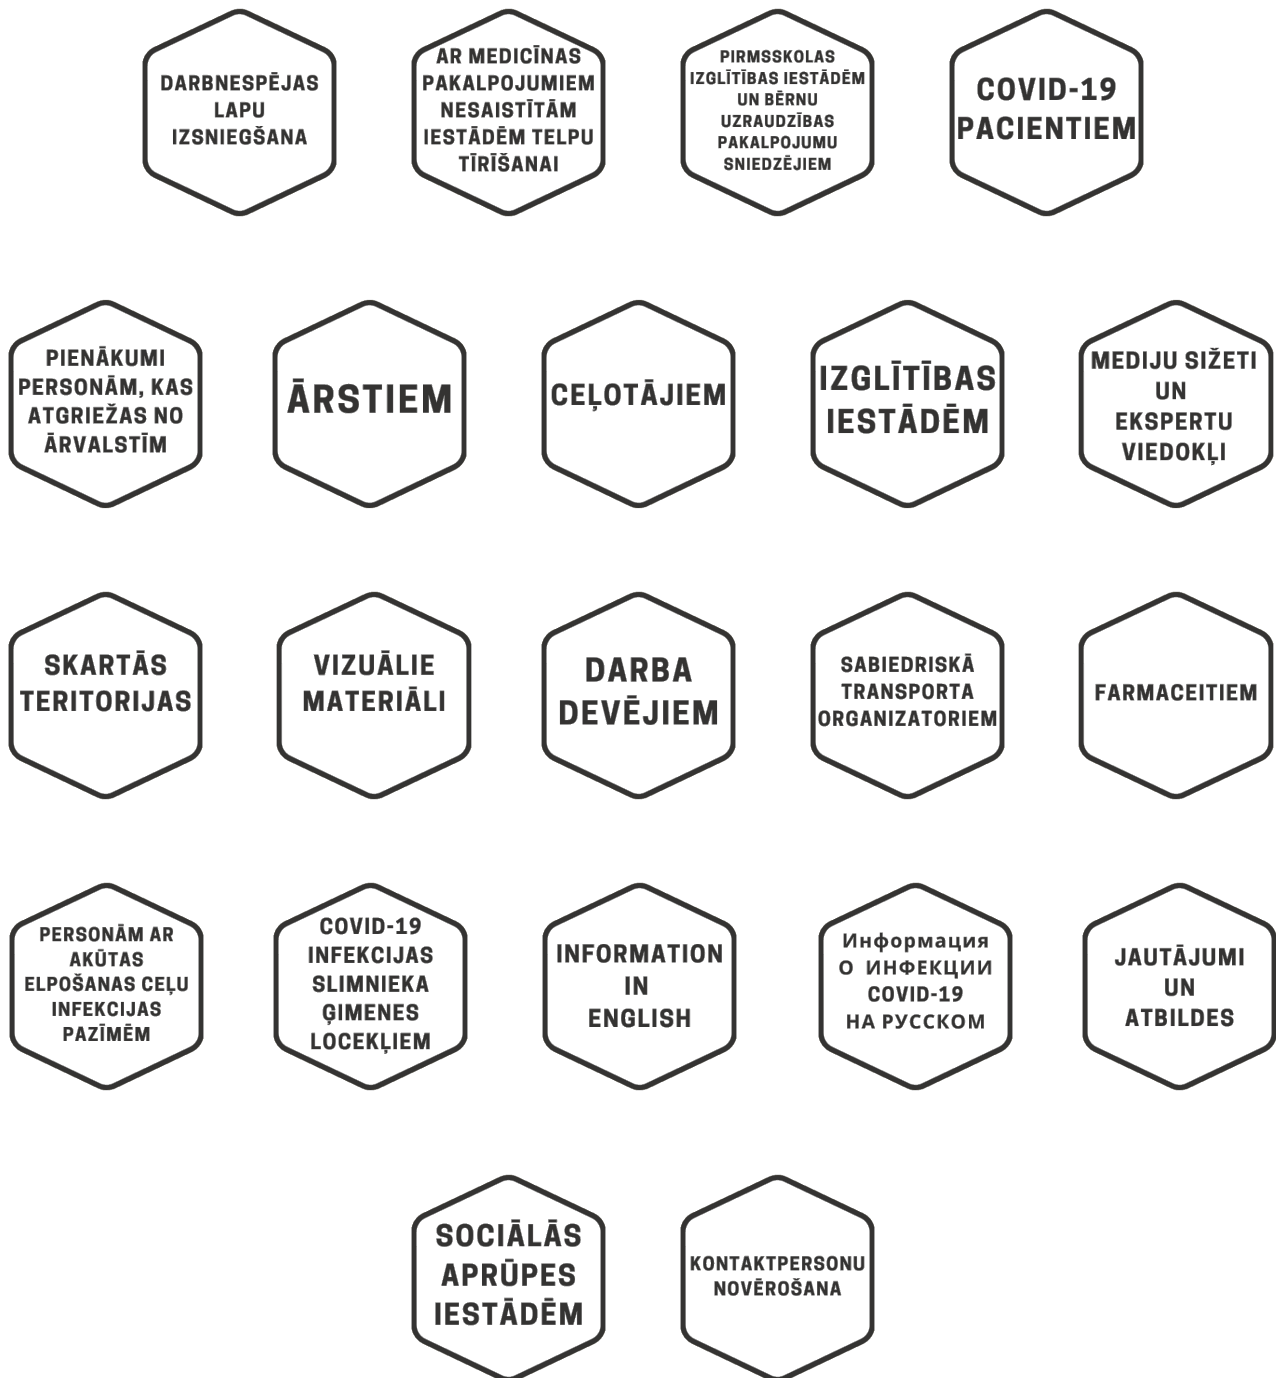 DARBNESPĒJAS
LAPU
IZSNIEGŠANA
AR MEDICĪNAS
PAKALPOJUMIEM
NESAISTĪTĀM
IESTĀDĒM TELPU
TĪRĪŠANAI
PIRMSSKOLAS
IZGLĪTĪBAS IESTĀDĒM
UN BĒRNU
UZRAUDZĪBAS
PAKALPOJUMU
SNIEDZĒJIEM
COVID-19
PACIENTIEM
PIENĀKUMI
PERSONĀM, KAS
ATGRIEŽAS NO
ĀRVALSTĪM
ĀRSTIEM
CEĻOTĀJIEM
IZGLĪTĪBAS
IESTĀDĒM
MEDIJU SIŽETI
UN
EKSPERTU
VIEDOKĻI
SKARTĀS
TERITORIJAS
VIZUĀLIE
MATERIĀLI
DARBA
DEVĒJIEM
SABIEDRISKĀ
TRANSPORTA
ORGANIZATORIEM
FARMACEITIEM
PERSONĀM AR
AKŪTAS
ELPOŠANAS CEĻU
INFEKCIJAS
PAZĪMĒM
COVID-19
INFEKCIJAS
SLIMNIEKA
ĢIMENES
LOCEKĻIEM
INFORMATION
IN
ENGLISH
Информация
О ИНФЕКЦИИ
COVID-19
НА РУССКОМ
JAUTĀJUMI
UN
ATBILDES
SOCIĀLĀS
APRŪPES
IESTĀDĒM
KONTAKTPERSONU
NOVĒROŠANA